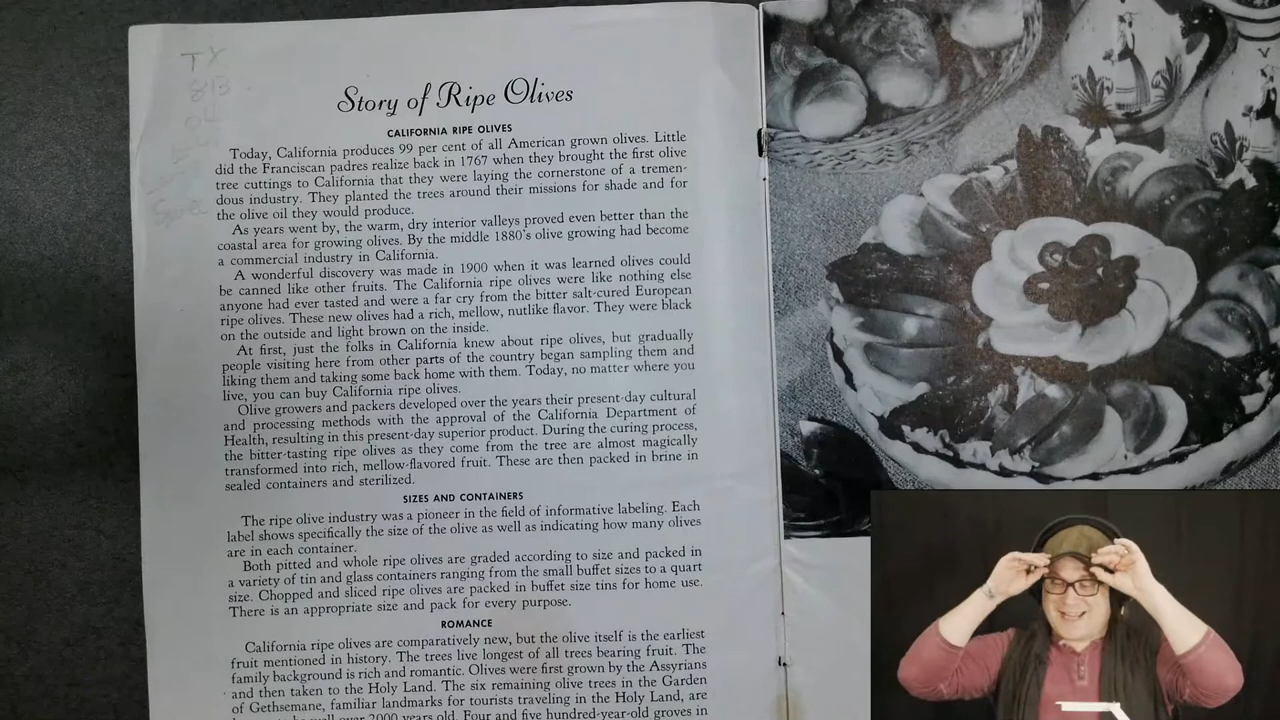 TX
813
Story of Ripe Olives
CALIFORNIA RIPE OLIVES
Today, California produces 99 per cent of all American grown olives. Little
did the Franciscan padres realize back in 1767 when they brought the first olive
tree cuttings to California that they were laying the cornerstone of a tremen-
dous industry. They planted the trees around their missions for shade and for
the olive oil they would produce.
As years went by, the warm, dry interior valleys proved even better than the
coastal area for growing olives. By the middle 1880's olive growing had become
a commercial industry in California.
A wonderful discovery was made in 1900 when it was learned olives could
be canned like other fruits. The California ripe olives were like nothing else
anyone had ever tasted and were a far cry from the bitter salt-cured European
ripe olives. These new olives had a rich, mellow, nutlike flavor. They were black
on the outside and light brown on the inside.
At first, just the folks in California knew about ripe olives, but gradually
people visiting here from other parts of the country began sampling them and
liking them and taking some back home with them. Today, no matter where you
live, you can buy California ripe olives.
Olive growers and packers developed over the years their present-day cultural
and processing methods with the approval of the California Department of
Health, resulting in this present-day superior product. During the curing process,
the bitter-tasting ripe olives as they come from the tree are almost magically
transformed into rich, mellow-flavored fruit. These are then packed in brine in
sealed containers and sterilized.
SIZES AND CONTAINERS
The ripe olive industry was a pioneer in the field of informative labeling. Each
label shows specifically the size of the olive as well as indicating how many olives
are in each container.
Both pitted and whole ripe olives are graded according to size and packed in
a variety of tin and glass containers ranging from the small buffet sizes to a quart
size. Chopped and sliced ripe olives are packed in buffet size tins for home use.
There is an appropriate size and pack for every purpose.
ROMANCE
California ripe olives are comparatively new, but the olive itself is the earliest
fruit mentioned in history. The trees live longest of all trees bearing fruit. The
family background is rich and romantic. Olives were first grown by the Assyrians
and then taken to the Holy Land. The six remaining olive trees in the Garden
of Gethsemane, familiar landmarks for tourists traveling in the Holy Land, are
well over 2000 years old. Four and five hundred-year-old groves in